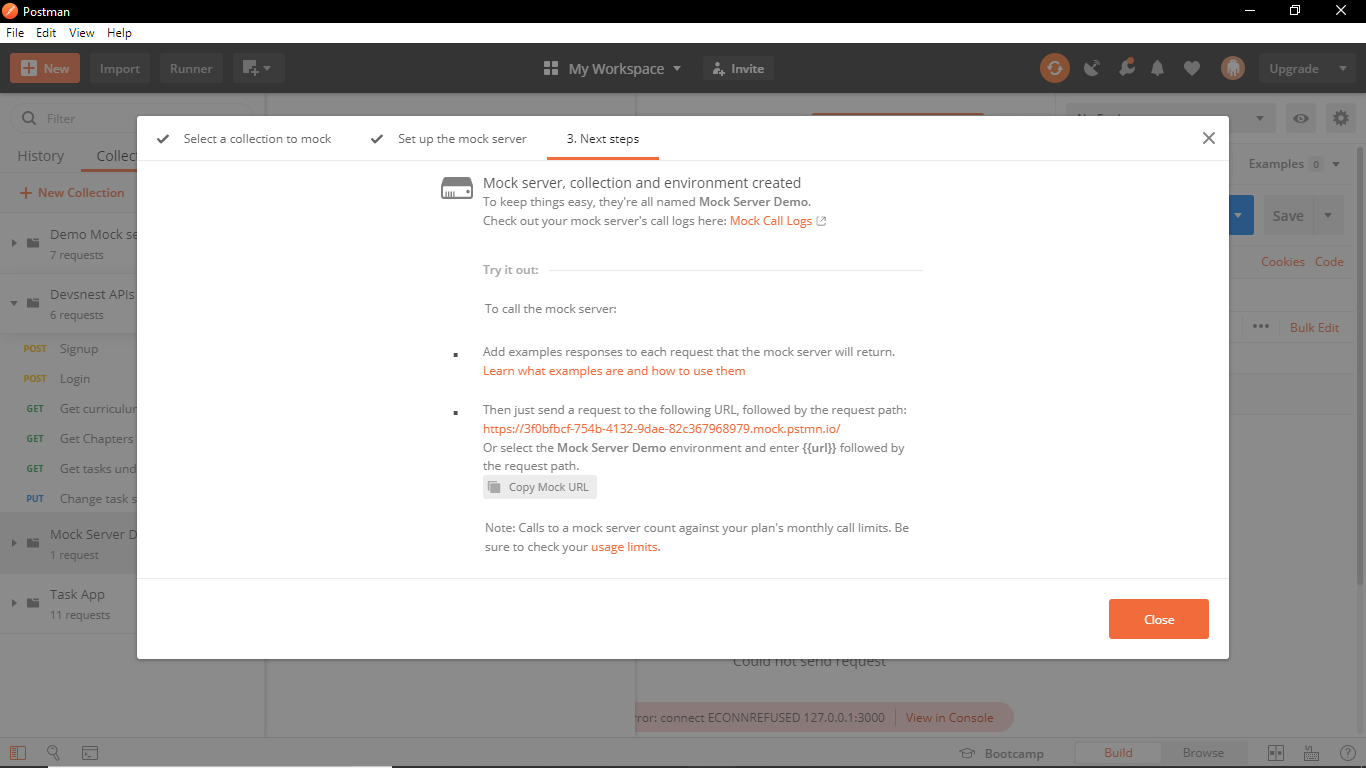 Postman
File Edit View Help
New Import Runner My Workspace Invite Upgrade
Filter
History
New Collection
Demo Mock
7 requests
Devsnest APIs
6 requests
POST Signup
POST Login
GET Get
GET Get Chapters
GET Get tasks
PUT Change task
Mock Server
1 request
Task App
11 requests
Select a collection to mock Set up the mock server 3. Next steps
Mock server, collection and environment created
To keep things easy, they're all named Mock Server Demo.
Check out your mock server's call logs here: Mock Call Logs
Try it out:
To call the mock server:
Add examples responses to each request that the mock server will return.
Learn what examples are and how to use them
Then just send a request to the following URL, followed by the request path:
https://3f0bfbcf-754b-4132-9dae-82c367968979.mock.pstmn.io/
Or select the Mock Server Demo environment and enter {{url}} followed by
the request path.
Copy Mock URL
Note: Calls to a mock server count against your plan's monthly call limits. Be
sure to check your usage limits.
Close
Examples 0
Save
Cookies Code
••• Bulk Edit
Could not send request
connect ECONNREFUSED 127.0.0.1:3000 View in Console
Bootcamp Build Browse